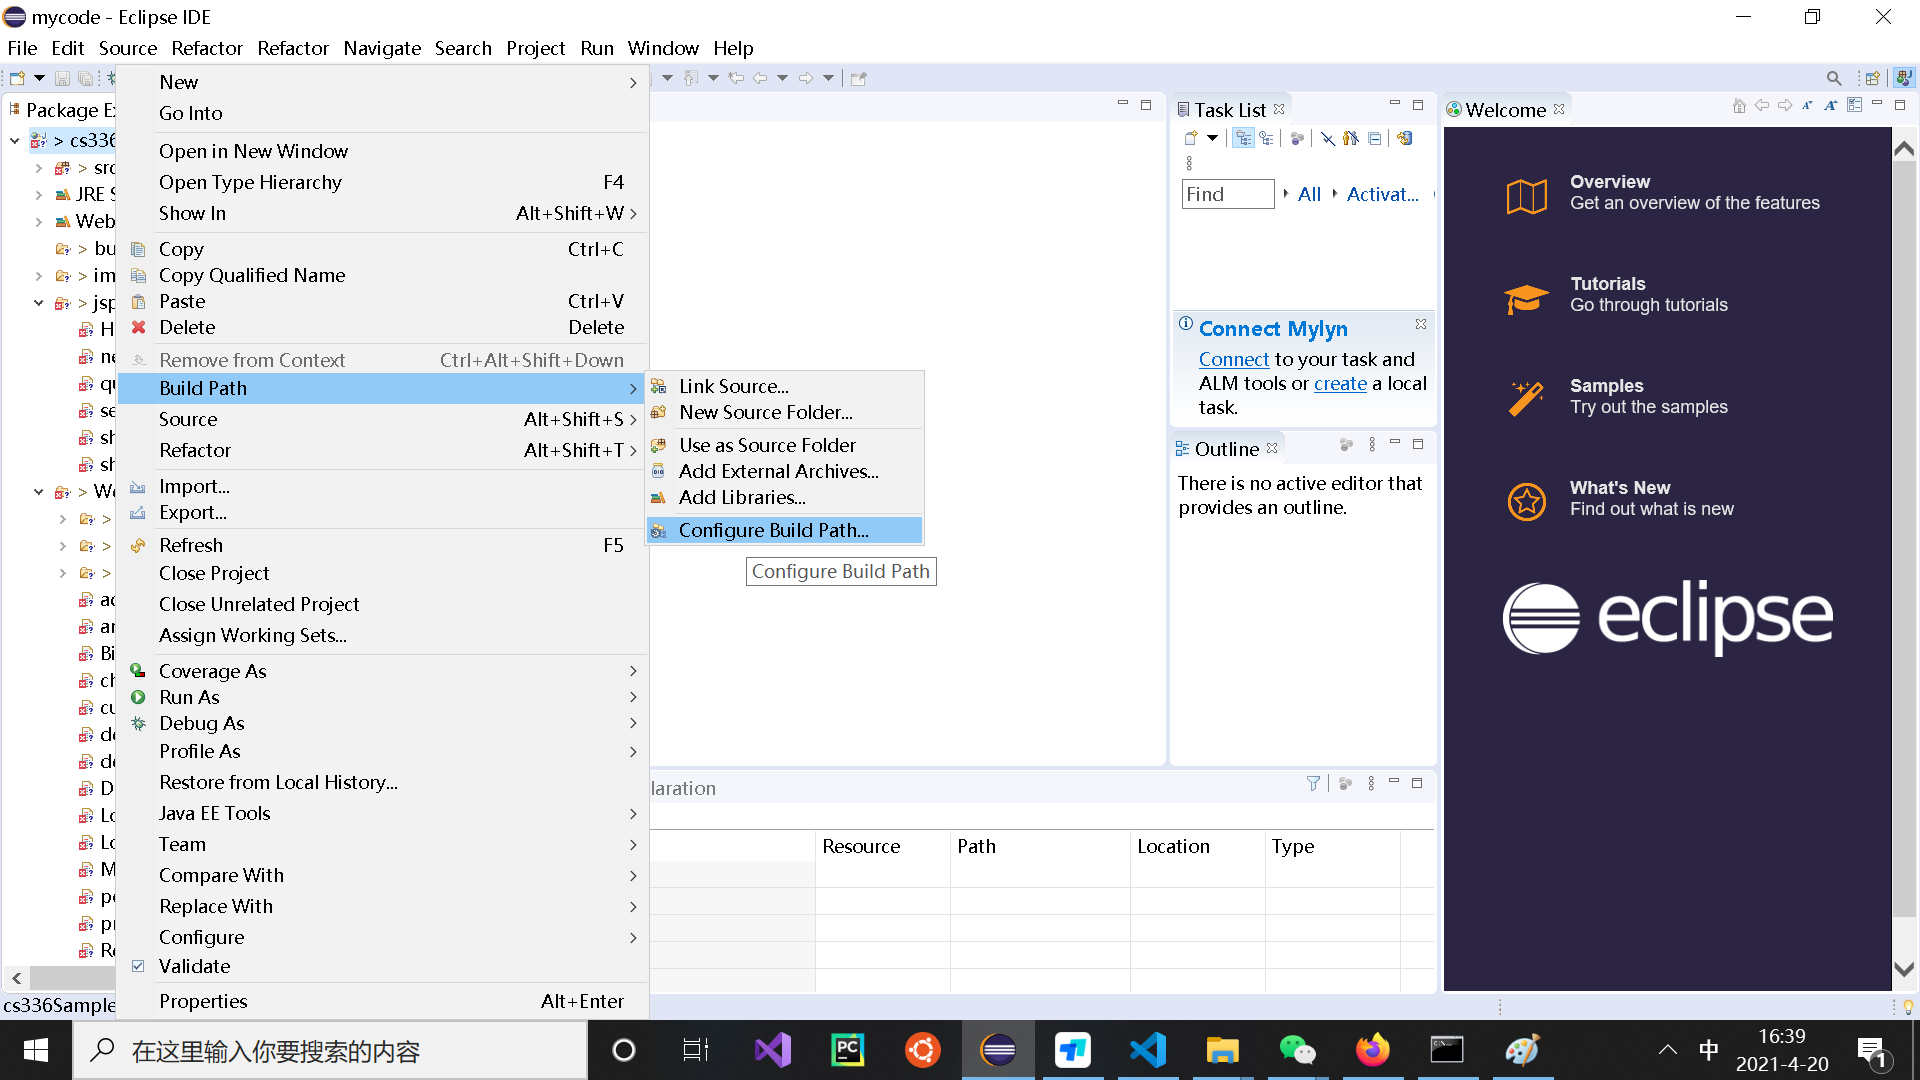 mycode - Eclipse IDE
File Edit Source Refactor Refactor Navigate Search Project Run Window Help
Package Ex
> cs336
> src
JRE S
Web
> bu
> im
> jsp
H
ne
qu
se
sh
sh
> We
>
>
>
ac
an
Bi
ch
cu
de
de
D
Lo
Lo
M
pe
pr
Re
cs336Sample
New
Go Into
Open in New Window
Open Type Hierarchy F4
Show In Alt+Shift+W
Copy Ctrl+C
Copy Qualified Name
Paste Ctrl+V
Delete Delete
Remove from Context Ctrl+Alt+Shift+Down
Build Path
Source Alt+Shift+S
Refactor Alt+Shift+T
Import...
Export...
Refresh F5
Close Project
Close Unrelated Project
Assign Working Sets...
Coverage As
Run As
Debug As
Profile As
Restore from Local History...
Java EE Tools
Team
Compare With
Replace With
Configure
Validate
Properties Alt+Enter
Link Source...
New Source Folder...
Use as Source Folder
Add External Archives...
Add Libraries...
Configure Build Path...
Configure Build Path
laration
Resource Path Location Type
Task List
Find All Activat...
Connect Mylyn
Connect to your task and
ALM tools or create a local
task.
Outline
There is no active editor that
provides an outline.
Welcome
Overview
Get an overview of the features
Tutorials
Go through tutorials
Samples
Try out the samples
What's New
Find out what is new
eclipse
在这里输入你要搜索的内容
PC
中
16:39
2021-4-20
1